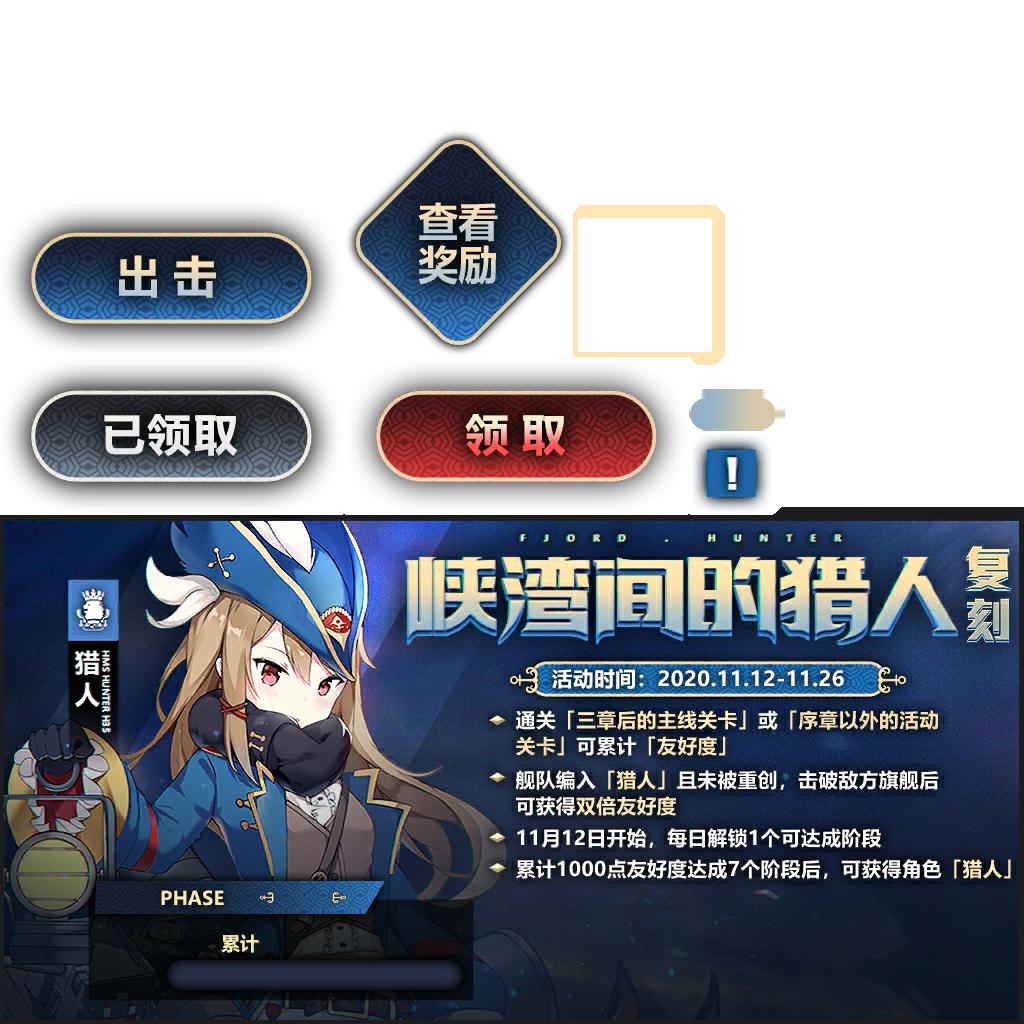 查看
奖励
出击
已领取
领取
!
FJORD . HUNTER
峡湾间的猎人
复刻
猎人
HMS HUNTER H35
活动时间：2020.11.12-11.26
通关「三章后的主线关卡」或「序章以外的活动
关卡」可累计「友好度」
舰队编入「猎人」且未被重创，击破敌方旗舰后
可获得双倍友好度
11月12日开始，每日解锁1个可达成阶段
累计1000点友好度达成7个阶段后，可获得角色「猎人」
PHASE
累计